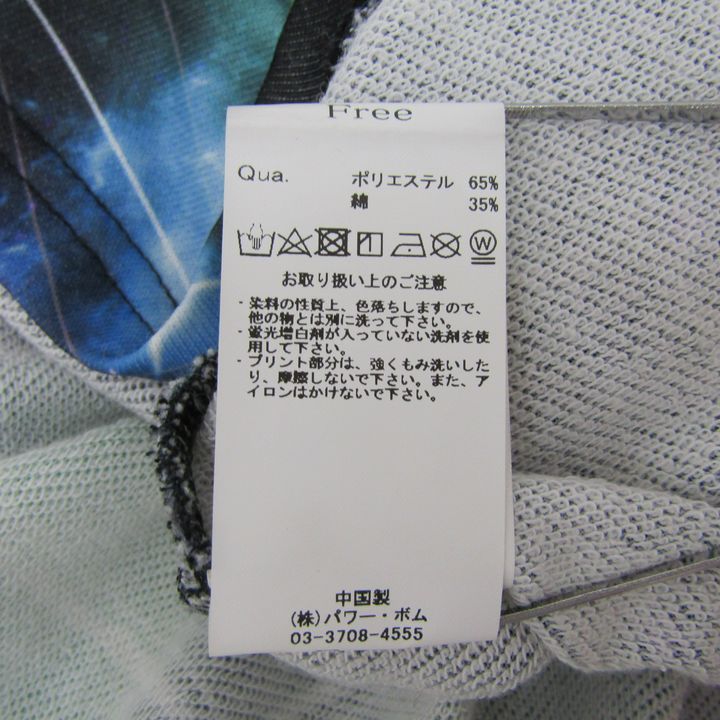 Free
Qua. ポリエステル 65%
綿 35%
W
お取り扱い上のご注意
・染料の性質上、色落ちしますので、
他の物とは別に洗って下さい。
・蛍光増白剤が入っていない洗剤を使
用して下さい。
・プリント部分は、強くもみ洗いした
り、摩擦しないで下さい。また、ア
イロンはかけないで下さい。
中国製
(株)パワー・ボム
03-3708-4555